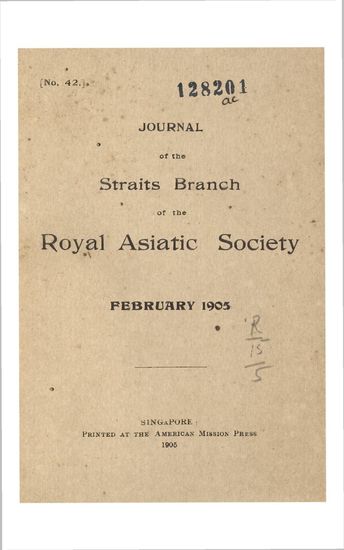 [No. 42.]
128201
ac
JOURNAL
of the
Straits Branch
of the
Royal Asiatic Society
FEBRUARY 1905
R
15
5
SINGAPORE
PRINTED AT THE AMERICAN MISSION PRESS
1905